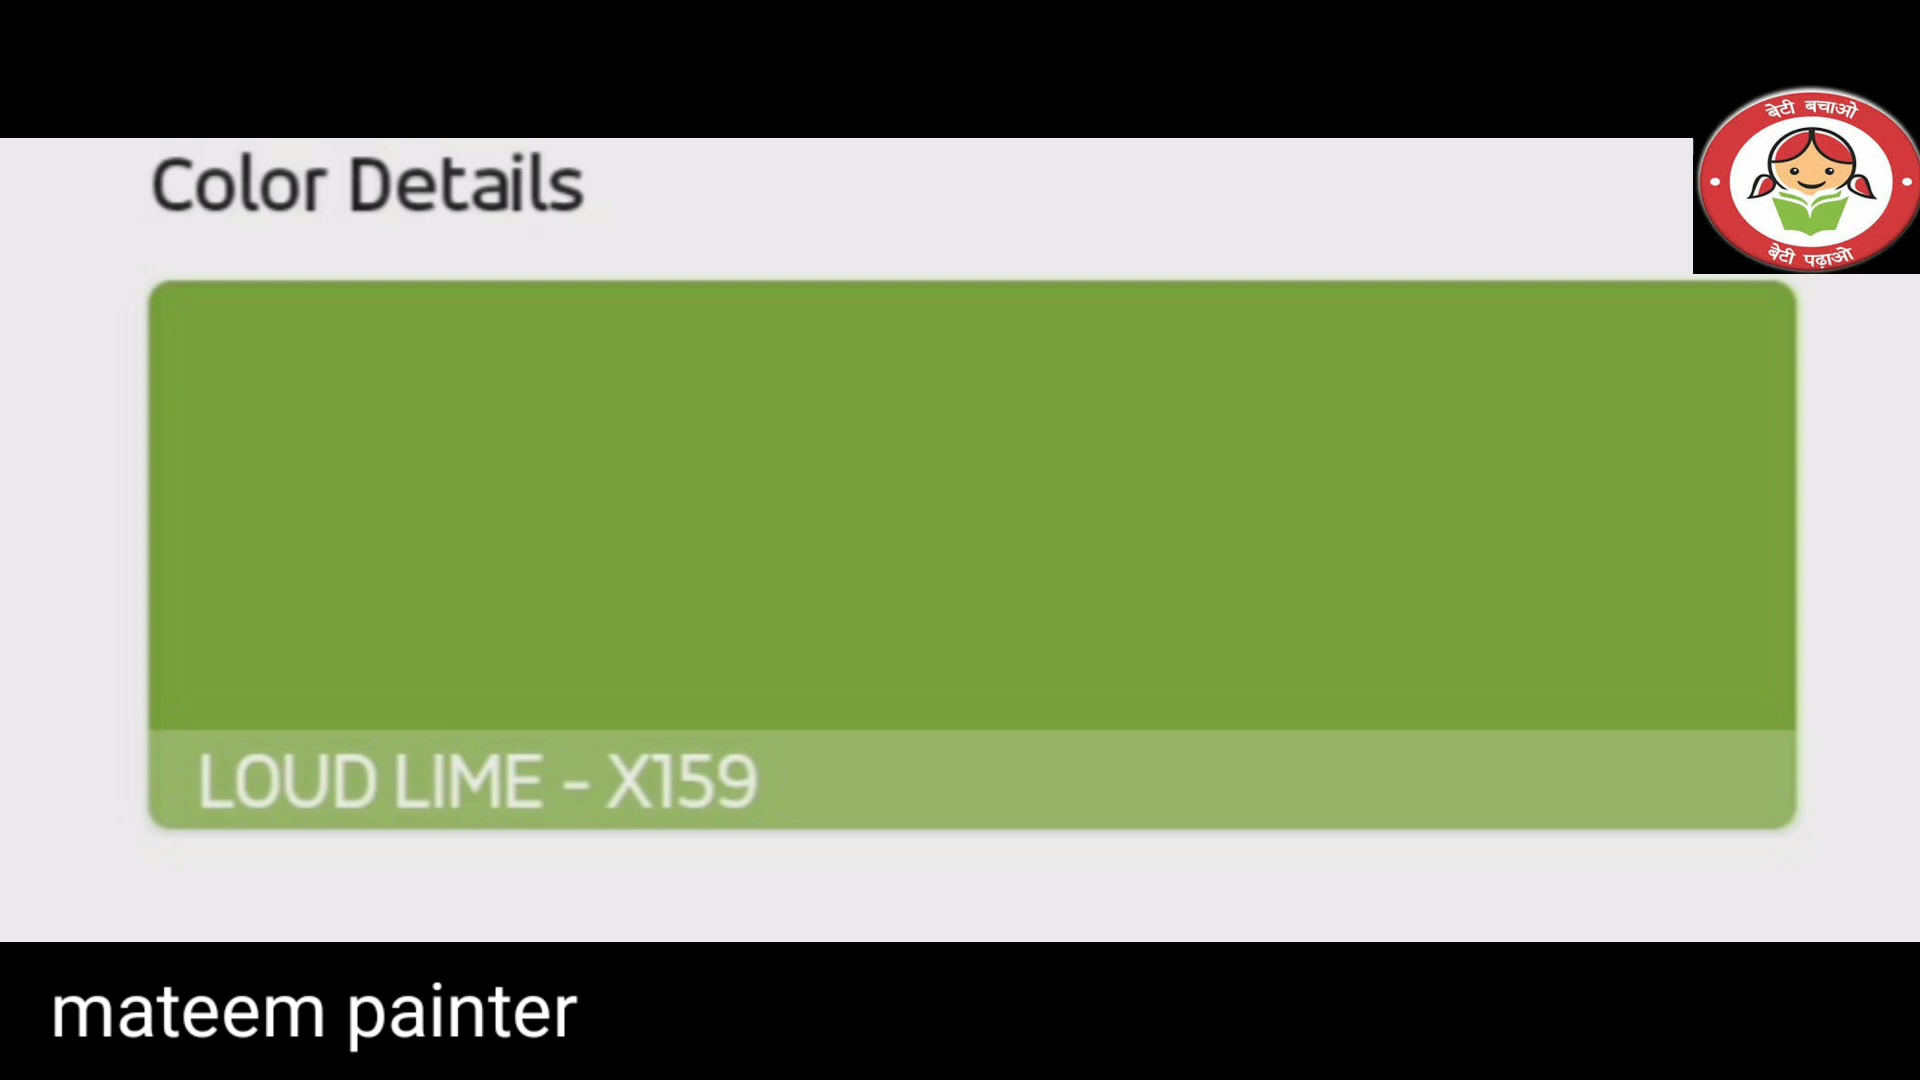 बेटी बचाओ
Color Details
बेटी पढ़ाओ
LOUD LIME - X159
mateem painter